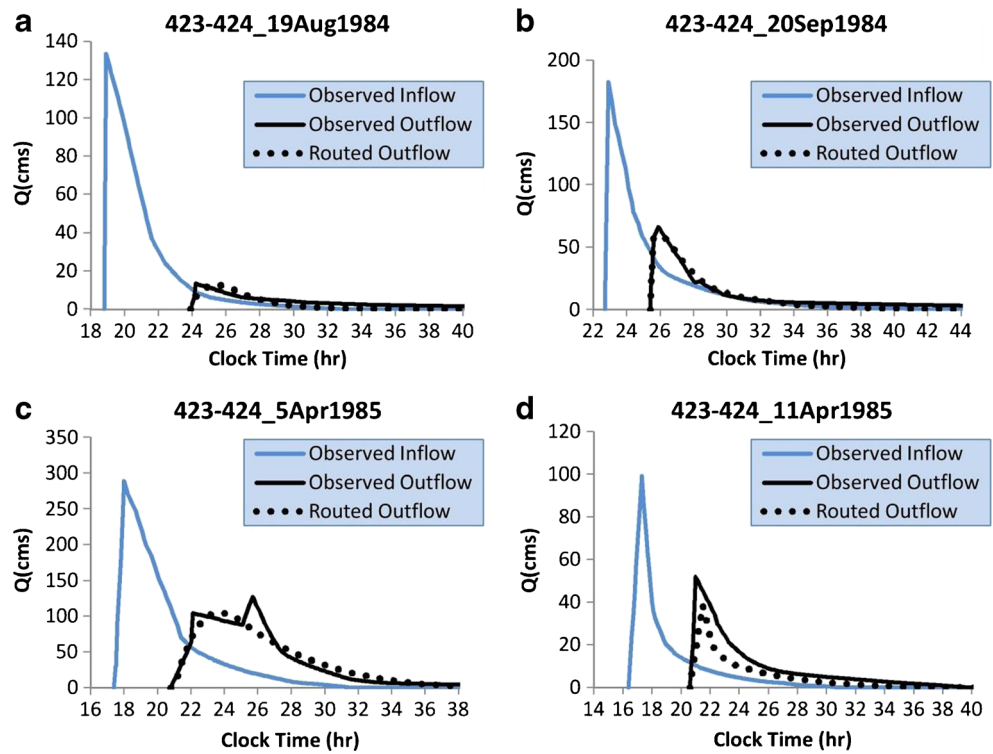 a
423-424_19Aug1984
140
120
100
80
60
40
20
0
Q(cms)
Observed Inflow
Observed Outflow
Routed Outflow
18 20 22 24 26 28 30 32 34 36 38 40
Clock Time (hr)
b
423-424_20Sep1984
200
150
100
50
0
Q(cms)
Observed Inflow
Observed Outflow
Routed Outflow
22 24 26 28 30 32 34 36 38 40 42 44
Clock Time (hr)
c
423-424_5Apr1985
350
300
250
200
150
100
50
0
Q(cms)
Observed Inflow
Observed Outflow
Routed Outflow
16 18 20 22 24 26 28 30 32 34 36 38
Clock Time (hr)
d
423-424_11Apr1985
120
100
80
60
40
20
0
Q(cms)
Observed Inflow
Observed Outflow
Routed Outflow
14 16 18 20 22 24 26 28 30 32 34 36 38 40
Clock Time (hr)